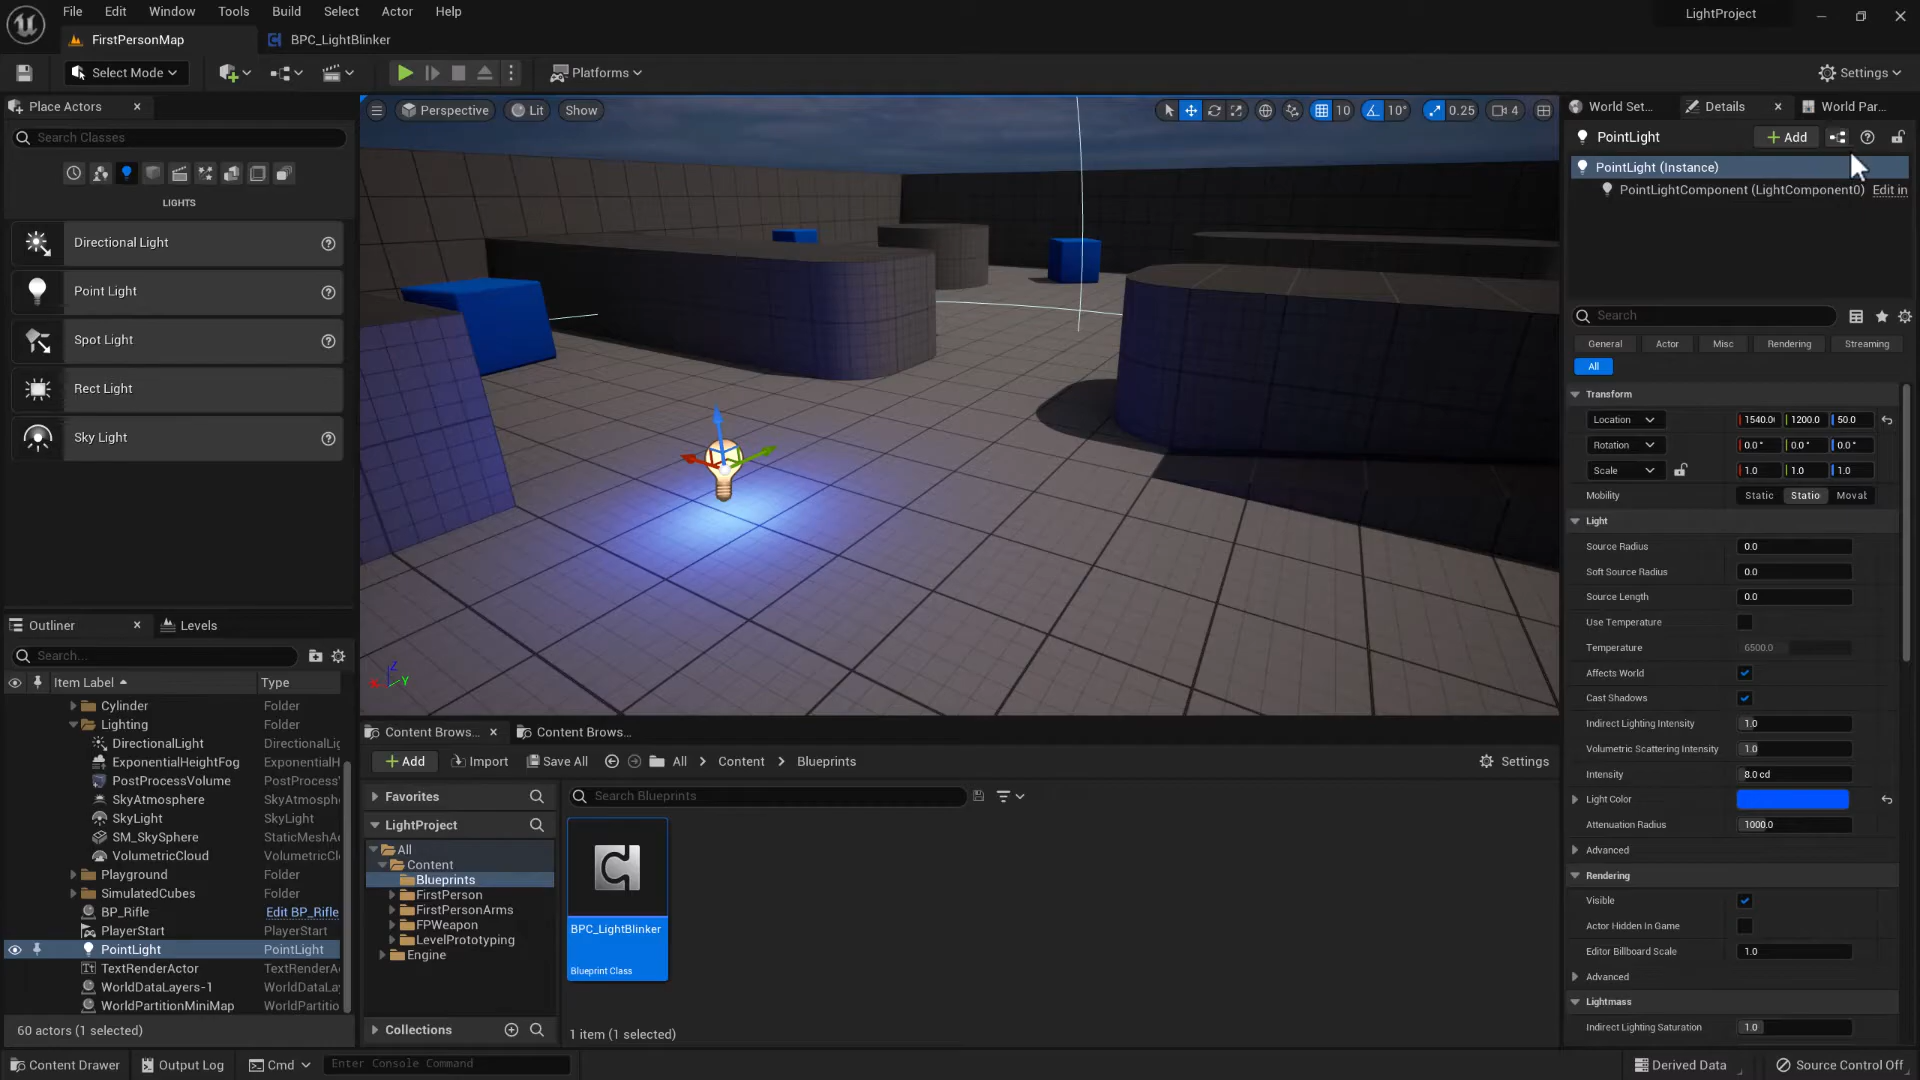 File Edit Window Tools Build Select Actor Help
LightProject
FirstPersonMap
BPC_LightBlinker
Select Mode
Platforms
Settings
Place Actors
Search Classes
LIGHTS
Directional Light
Point Light
Spot Light
Rect Light
Sky Light
Perspective
Lit
Show
10
10°
0.25
4
World Set...
Details
World Par...
PointLight
Add
PointLight (Instance)
PointLightComponent (LightComponent0) Edit in
Search
General Actor Misc Rendering Streaming
All
Transform
Location 1540.0 1200.0 50.0
Rotation 0.0° 0.0° 0.0°
Scale 1.0 1.0 1.0
Mobility Static Statio Movat
Light
Source Radius 0.0
Soft Source Radius 0.0
Source Length 0.0
Use Temperature
Temperature 6500.0
Affects World
Cast Shadows
Indirect Lighting Intensity 1.0
Volumetric Scattering Intensity 1.0
Intensity 8.0 cd
Light Color
Attenuation Radius 1000.0
Advanced
Rendering
Visible
Actor Hidden In Game
Editor Billboard Scale 1.0
Advanced
Lightmass
Indirect Lighting Saturation 1.0
Outliner
Levels
Search...
Item Label Type
Cylinder Folder
Lighting Folder
DirectionalLight DirectionalLig
ExponentialHeightFog ExponentialH
PostProcessVolume PostProcess
SkyAtmosphere SkyAtmosph
SkyLight SkyLight
SM_SkySphere StaticMeshA
VolumetricCloud VolumetricCl
Playground Folder
SimulatedCubes Folder
BP_Rifle Edit BP_Rifle
PlayerStart PlayerStart
PointLight PointLight
TextRenderActor TextRenderA
WorldDataLayers-1 WorldDataLa
WorldPartitionMiniMap WorldPartitio
60 actors (1 selected)
Z
X
Y
Content Brows...
Content Brows...
Add
Import
Save All
All
Content
Blueprints
Settings
Favorites
LightProject
All
Content
Blueprints
FirstPerson
FirstPersonArms
FPWeapon
LevelPrototyping
Engine
Collections
Search Blueprints
BPC_LightBlinker
Blueprint Class
1 item (1 selected)
Content Drawer
Output Log
Cmd
Enter Console Command
Derived Data
Source Control Off